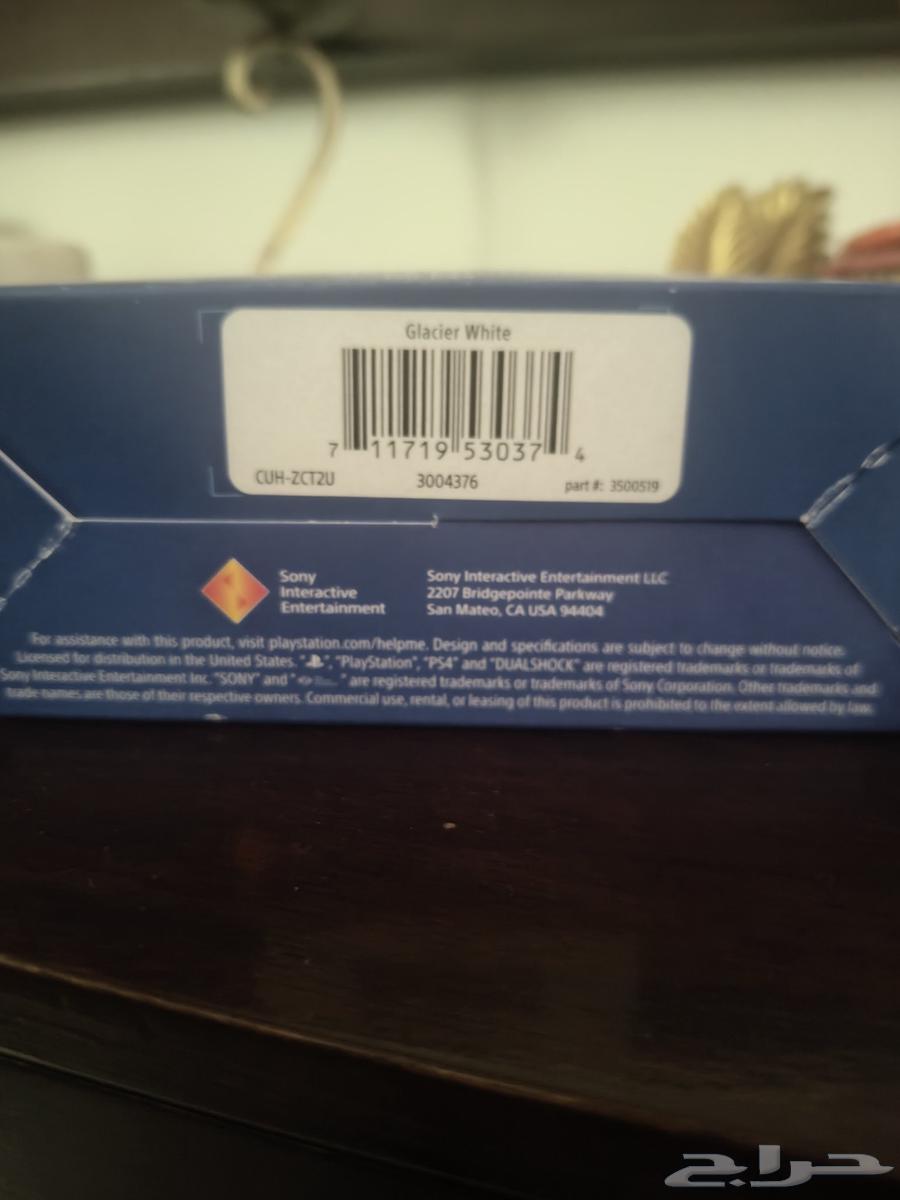 Glacier White
7 11719 53037 4
CUH-ZCT2U 3004376 part #: 3500519
Sony
Interactive
Entertainment
Sony Interactive Entertainment LLC
2207 Bridgepointe Parkway
San Mateo, CA USA 94404
For assistance with this product, visit playstation.com/helpme. Design and specifications are subject to change without notice.
Licensed for distribution in the United States. " ", "PlayStation", "PS4" and "DUALSHOCK" are registered trademarks or trademarks of
Sony Interactive Entertainment Inc. "SONY" and " " are registered trademarks or trademarks of Sony Corporation. Other trademarks and
trade names are those of their respective owners. Commercial use, rental, or leasing of this product is prohibited to the extent allowed by law.
حراج